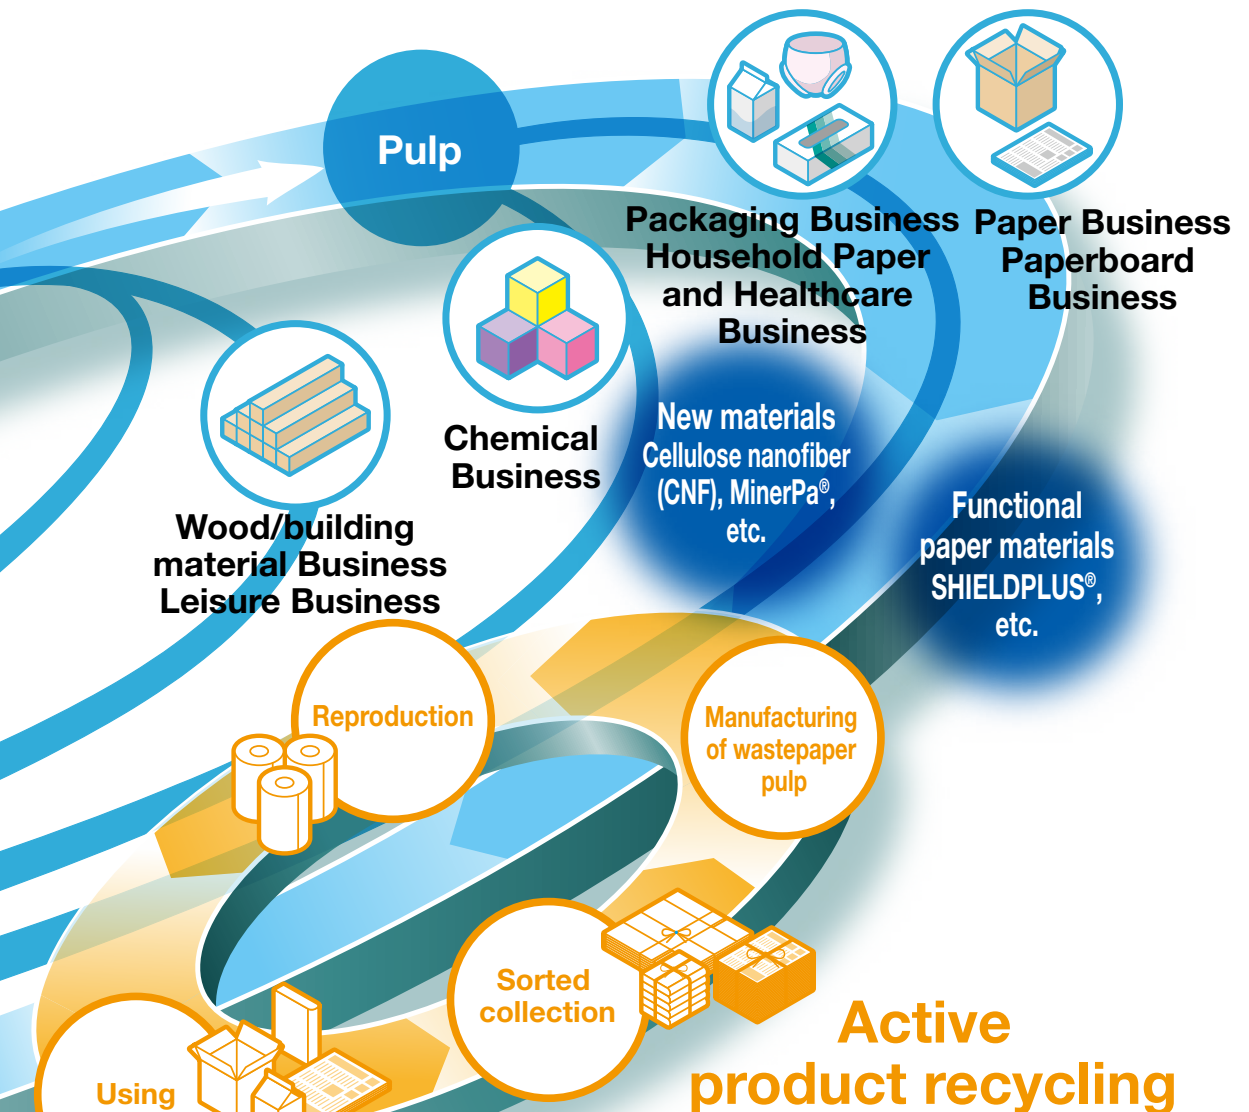 Pulp
Packaging Business
Household Paper
and Healthcare
Business
Paper Business
Paperboard
Business
Chemical
Business
New materials
Cellulose nanofiber
(CNF), MinerPa®,
etc.
Functional
paper materials
SHIELDPLUS®,
etc.
Wood/building
material Business
Leisure Business
Reproduction
Manufacturing
of wastepaper
pulp
Sorted
collection
Using
Active
product recycling